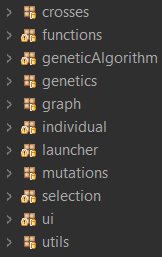 crosses
functions
geneticAlgorithm
genetics
graph
individual
launcher
mutations
selection
ui
utils